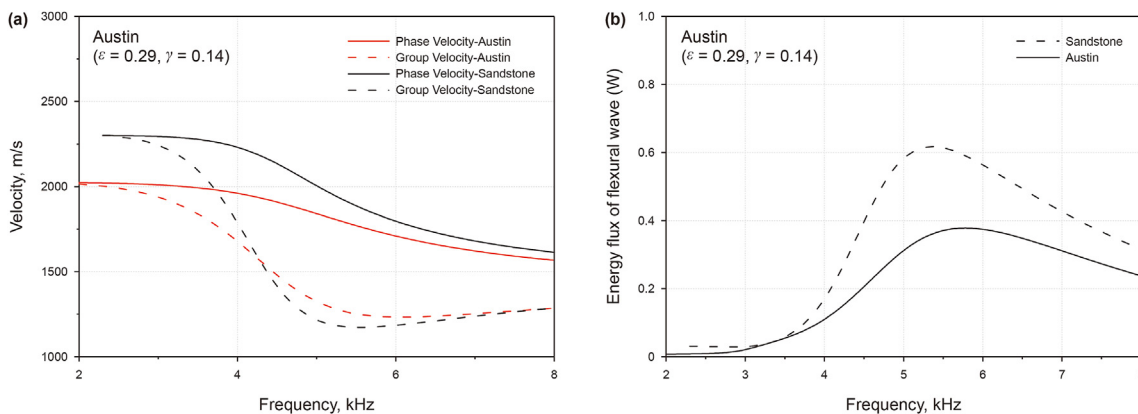 (a)
Austin
(ε = 0.29, γ = 0.14)
Phase Velocity-Austin
Group Velocity-Austin
Phase Velocity-Sandstone
Group Velocity-Sandstone
Velocity, m/s
3000
2500
2000
1500
1000
2
4
6
8
Frequency, kHz
(b)
Austin
(ε = 0.29, γ = 0.14)
Sandstone
Austin
Energy flux of flexural wave (W)
1.0
0.8
0.6
0.4
0.2
0
2
3
4
5
6
7
Frequency, kHz